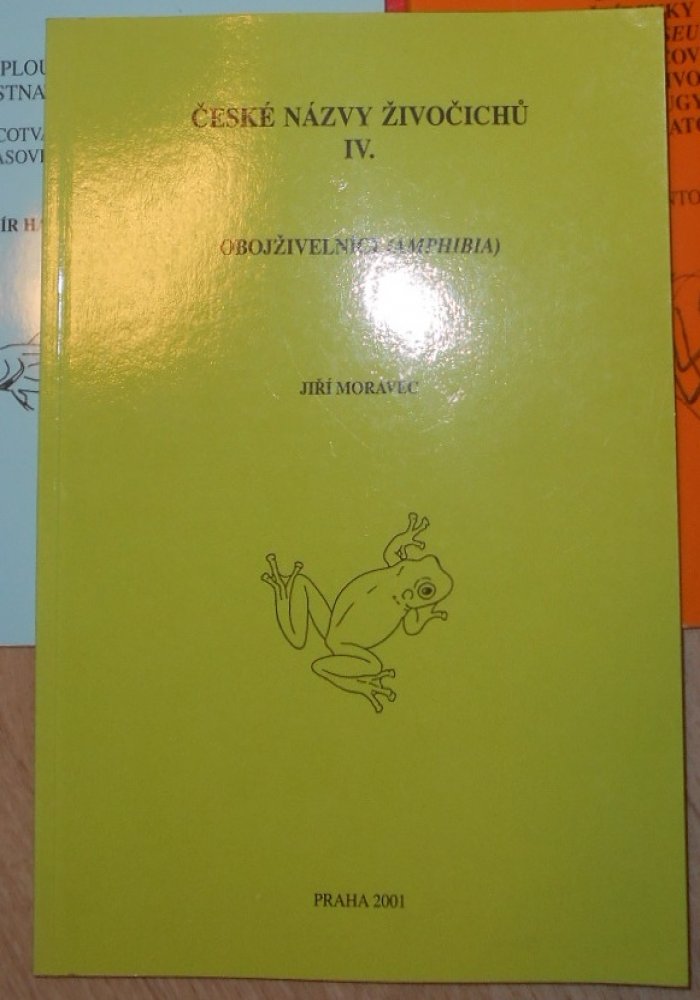 ČESKÉ NÁZVY ŽIVOČICHŮ
IV.
OBOJŽIVELNÍCI (AMPHIBIA)
JIŘÍ MORAVEC
PRAHA 2001